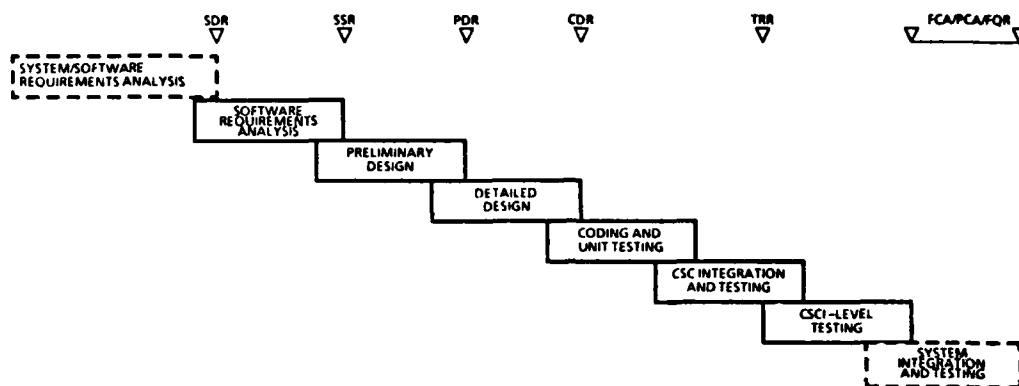 SDR SSR PDR CDR TRR FCA/PCA/FQR
SYSTEM/SOFTWARE
REQUIREMENTS ANALYSIS
SOFTWARE
REQUIREMENTS
ANALYSIS
PRELIMINARY
DESIGN
DETAILED
DESIGN
CODING AND
UNIT TESTING
CSC INTEGRATION
AND TESTING
CSCI-LEVEL
TESTING
SYSTEM
INTEGRATION
AND TESTING